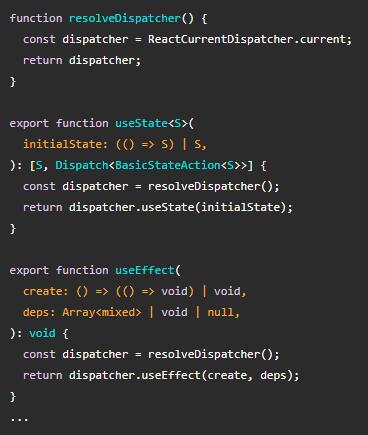 function resolveDispatcher() {
  const dispatcher = ReactCurrentDispatcher.current;
  return dispatcher;
}

export function useState<S>(
  initialState: (() => S) | S,
): [S, Dispatch<BasicStateAction<S>>] {
  const dispatcher = resolveDispatcher();
  return dispatcher.useState(initialState);
}

export function useEffect(
  create: () => (() => void) | void,
  deps: Array<mixed> | void | null,
): void {
  const dispatcher = resolveDispatcher();
  return dispatcher.useEffect(create, deps);
}
...